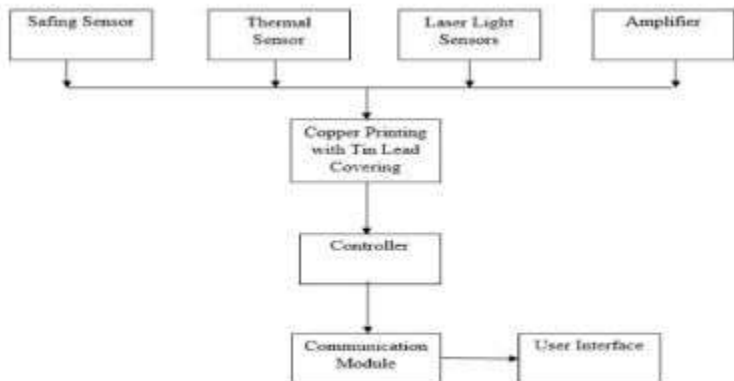 Safing Sensor
Thermal
Sensor
Laser Light
Sensors
Amplifier
Copper Printing
with Tin Lead
Covering
Controller
Communication
Module
User Interface